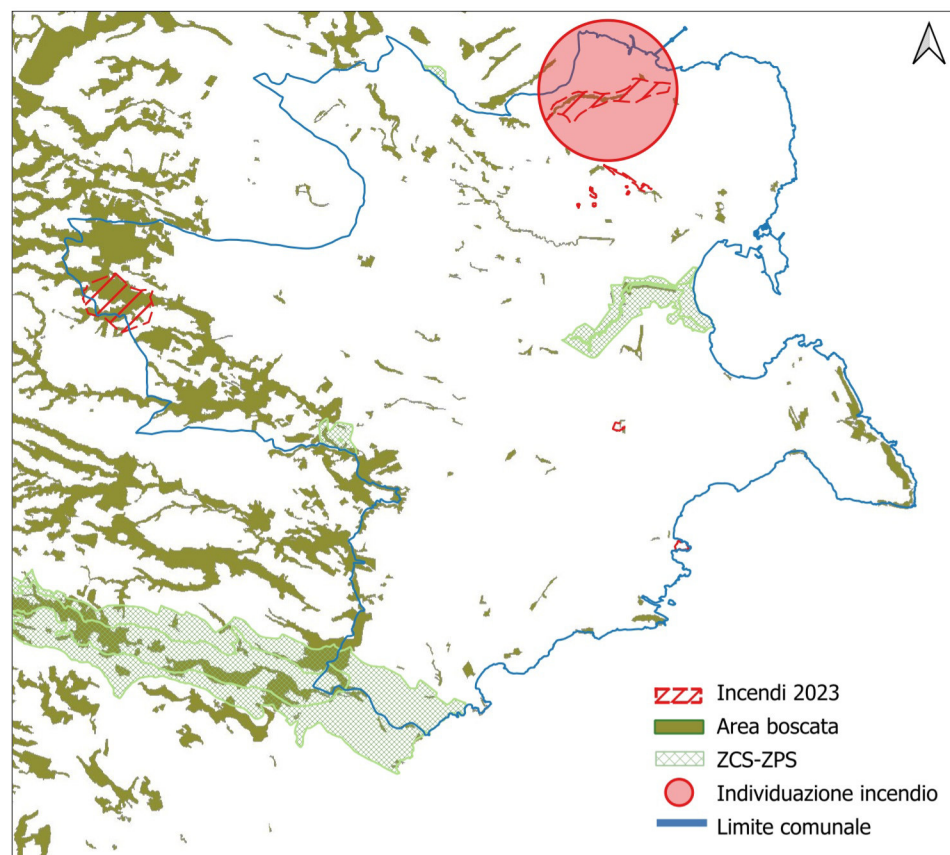 Incendi 2023
Area boscata
ZCS-ZPS
Individuazione incendio
Limite comunale